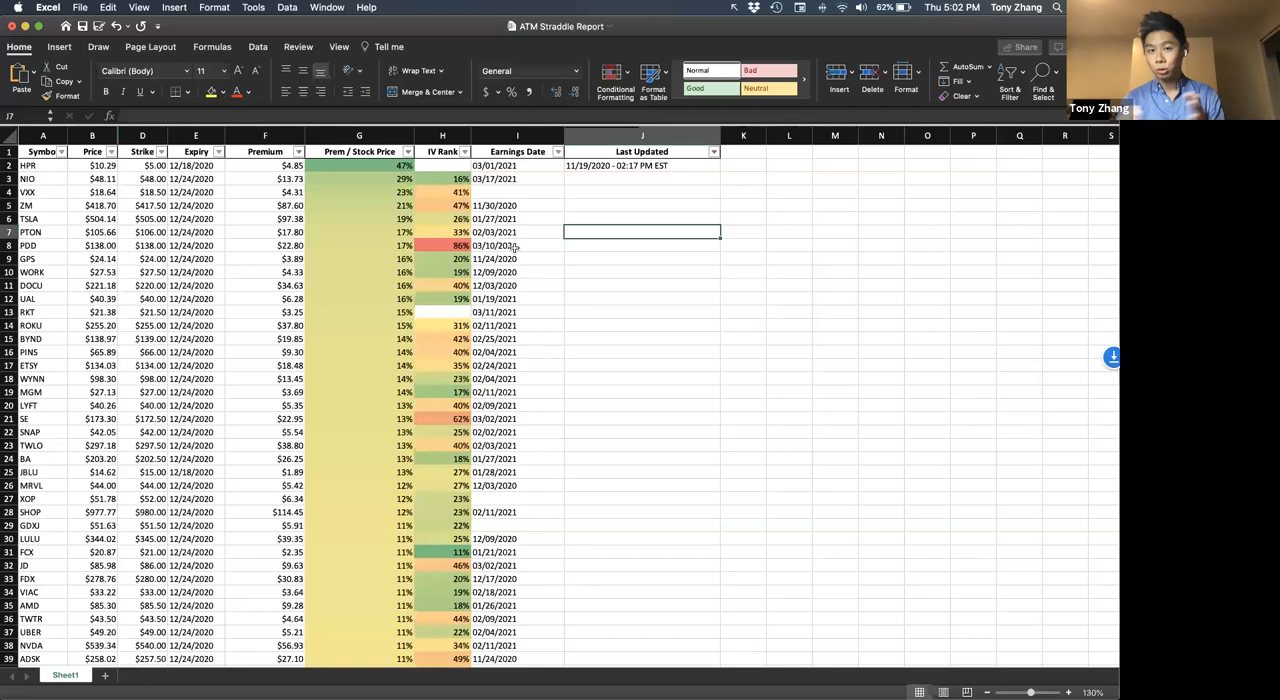 Excel File Edit View Insert Format Tools Data Window Help 62% Thu 5:02 PM Tony Zhang
ATM Straddle Report
Home Insert Draw Page Layout Formulas Data Review View Tell me Share
Cut Calibri (Body) 11 Wrap Text General Normal Bad AutoSum
Copy Fill
Paste Format B I U A Merge & Center $ % Conditional Formatting Format as Table Good Neutral Insert Delete Format Clear Sort & Filter Find & Select
Tony Zhang
J7 fx
A B D E F G H I J K L M N O P Q R S
1 Symbo Price Strike Expiry Premium Prem / Stock Price IV Rank Earnings Date Last Updated
2 HPR $10.29 $5.00 12/18/2020 $4.85 47% 03/01/2021 11/19/2020 - 02:17 PM EST
3 NIO $48.11 $48.00 12/24/2020 $13.73 29% 16% 03/17/2021
4 VXX $18.64 $18.50 12/24/2020 $4.31 23% 41%
5 ZM $418.70 $417.50 12/24/2020 $87.60 21% 47% 11/30/2020
6 TSLA $504.14 $505.00 12/24/2020 $97.38 19% 26% 01/27/2021
7 PTON $105.66 $106.00 12/24/2020 $17.80 17% 33% 02/03/2021
8 PDD $138.00 $138.00 12/24/2020 $22.80 17% 86% 03/10/2021
9 GPS $24.14 $24.00 12/24/2020 $3.89 16% 20% 11/24/2020
10 WORK $27.53 $27.50 12/24/2020 $4.33 16% 19% 12/09/2020
11 DOCU $221.18 $220.00 12/24/2020 $34.63 16% 40% 12/03/2020
12 UAL $40.39 $40.00 12/24/2020 $6.28 16% 19% 01/19/2021
13 RKT $21.38 $21.50 12/24/2020 $3.25 15% 03/11/2021
14 ROKU $255.20 $255.00 12/24/2020 $37.80 15% 31% 02/11/2021
15 BYND $138.97 $139.00 12/24/2020 $19.85 14% 42% 02/25/2021
16 PINS $65.89 $66.00 12/24/2020 $9.30 14% 40% 02/04/2021
17 ETSY $134.03 $134.00 12/24/2020 $18.48 14% 35% 02/24/2021
18 WYNN $98.30 $98.00 12/24/2020 $13.45 14% 23% 02/04/2021
19 MGM $27.13 $27.00 12/24/2020 $3.69 14% 17% 02/11/2021
20 LYFT $40.26 $40.00 12/24/2020 $5.35 13% 40% 02/09/2021
21 SE $173.30 $172.50 12/24/2020 $22.95 13% 62% 03/02/2021
22 SNAP $42.05 $42.00 12/24/2020 $5.54 13% 25% 02/02/2021
23 TWLO $297.18 $297.50 12/24/2020 $38.80 13% 40% 02/03/2021
24 BA $203.20 $202.50 12/24/2020 $26.25 13% 18% 01/27/2021
25 JBLU $14.62 $15.00 12/18/2020 $1.89 13% 27% 01/28/2021
26 MRVL $44.00 $44.00 12/24/2020 $5.42 12% 27% 12/03/2020
27 XOP $51.78 $52.00 12/24/2020 $6.34 12% 23%
28 SHOP $977.77 $980.00 12/24/2020 $114.45 12% 23% 02/11/2021
29 GDXJ $51.63 $51.50 12/24/2020 $5.91 11% 22%
30 LULU $344.02 $345.00 12/24/2020 $39.35 11% 25% 12/09/2020
31 FCX $20.87 $21.00 12/24/2020 $2.35 11% 11% 01/21/2021
32 JD $85.98 $86.00 12/24/2020 $9.63 11% 46% 03/02/2021
33 FDX $278.76 $280.00 12/24/2020 $30.83 11% 20% 12/17/2020
34 VIAC $33.22 $33.00 12/24/2020 $3.64 11% 19% 02/18/2021
35 AMD $85.30 $85.50 12/24/2020 $9.28 11% 18% 01/26/2021
36 TWTR $43.50 $43.50 12/24/2020 $4.64 11% 44% 02/09/2021
37 UBER $49.20 $49.00 12/24/2020 $5.21 11% 22% 02/04/2021
38 NVDA $539.34 $540.00 12/24/2020 $56.93 11% 34% 02/11/2021
39 ADSK $258.02 $257.50 12/24/2020 $27.10 11% 49% 11/24/2020
Sheet1 +
130%